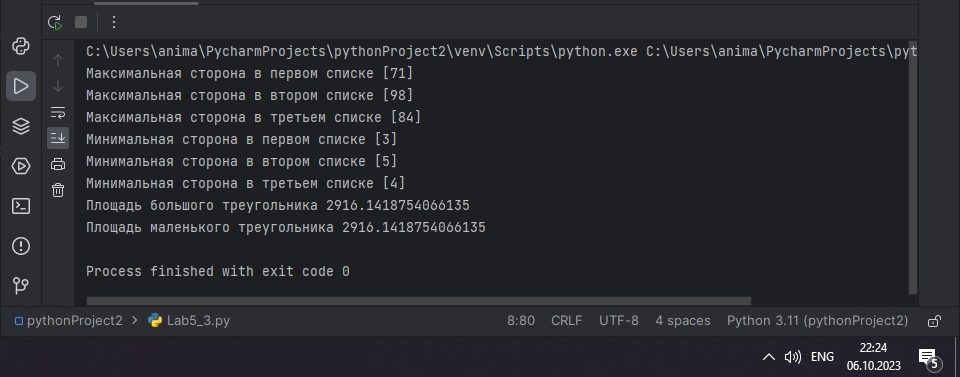 C:\Users\anima\PycharmProjects\pythonProject2\venv\Scripts\python.exe C:\Users\anima\PycharmProjects\pyt
Максимальная сторона в первом списке [71]
Максимальная сторона в втором списке [98]
Максимальная сторона в третьем списке [84]
Минимальная сторона в первом списке [3]
Минимальная сторона в втором списке [5]
Минимальная сторона в третьем списке [4]
Площадь большого треугольника 2916.1418754066135
Площадь маленького треугольника 2916.1418754066135
Process finished with exit code 0
pythonProject2 > Lab5_3.py 8:80 CRLF UTF-8 4 spaces Python 3.11 (pythonProject2)
ENG 22:24
06.10.2023 5